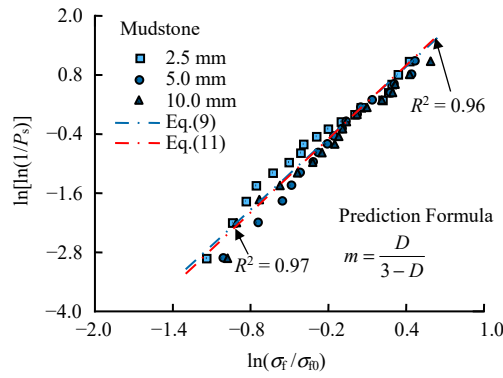 2.0
0.8
−0.4
−1.6
−2.8
−4.0
ln[ln(1/Pₛ)]
Mudstone
2.5 mm
5.0 mm
10.0 mm
Eq.(9)
Eq.(11)
R² = 0.96
R² = 0.97
Prediction Formula
m = D / (3 − D)
−2.0 −1.4 −0.8 −0.2 0.4 1.0
ln(σf/σf0)